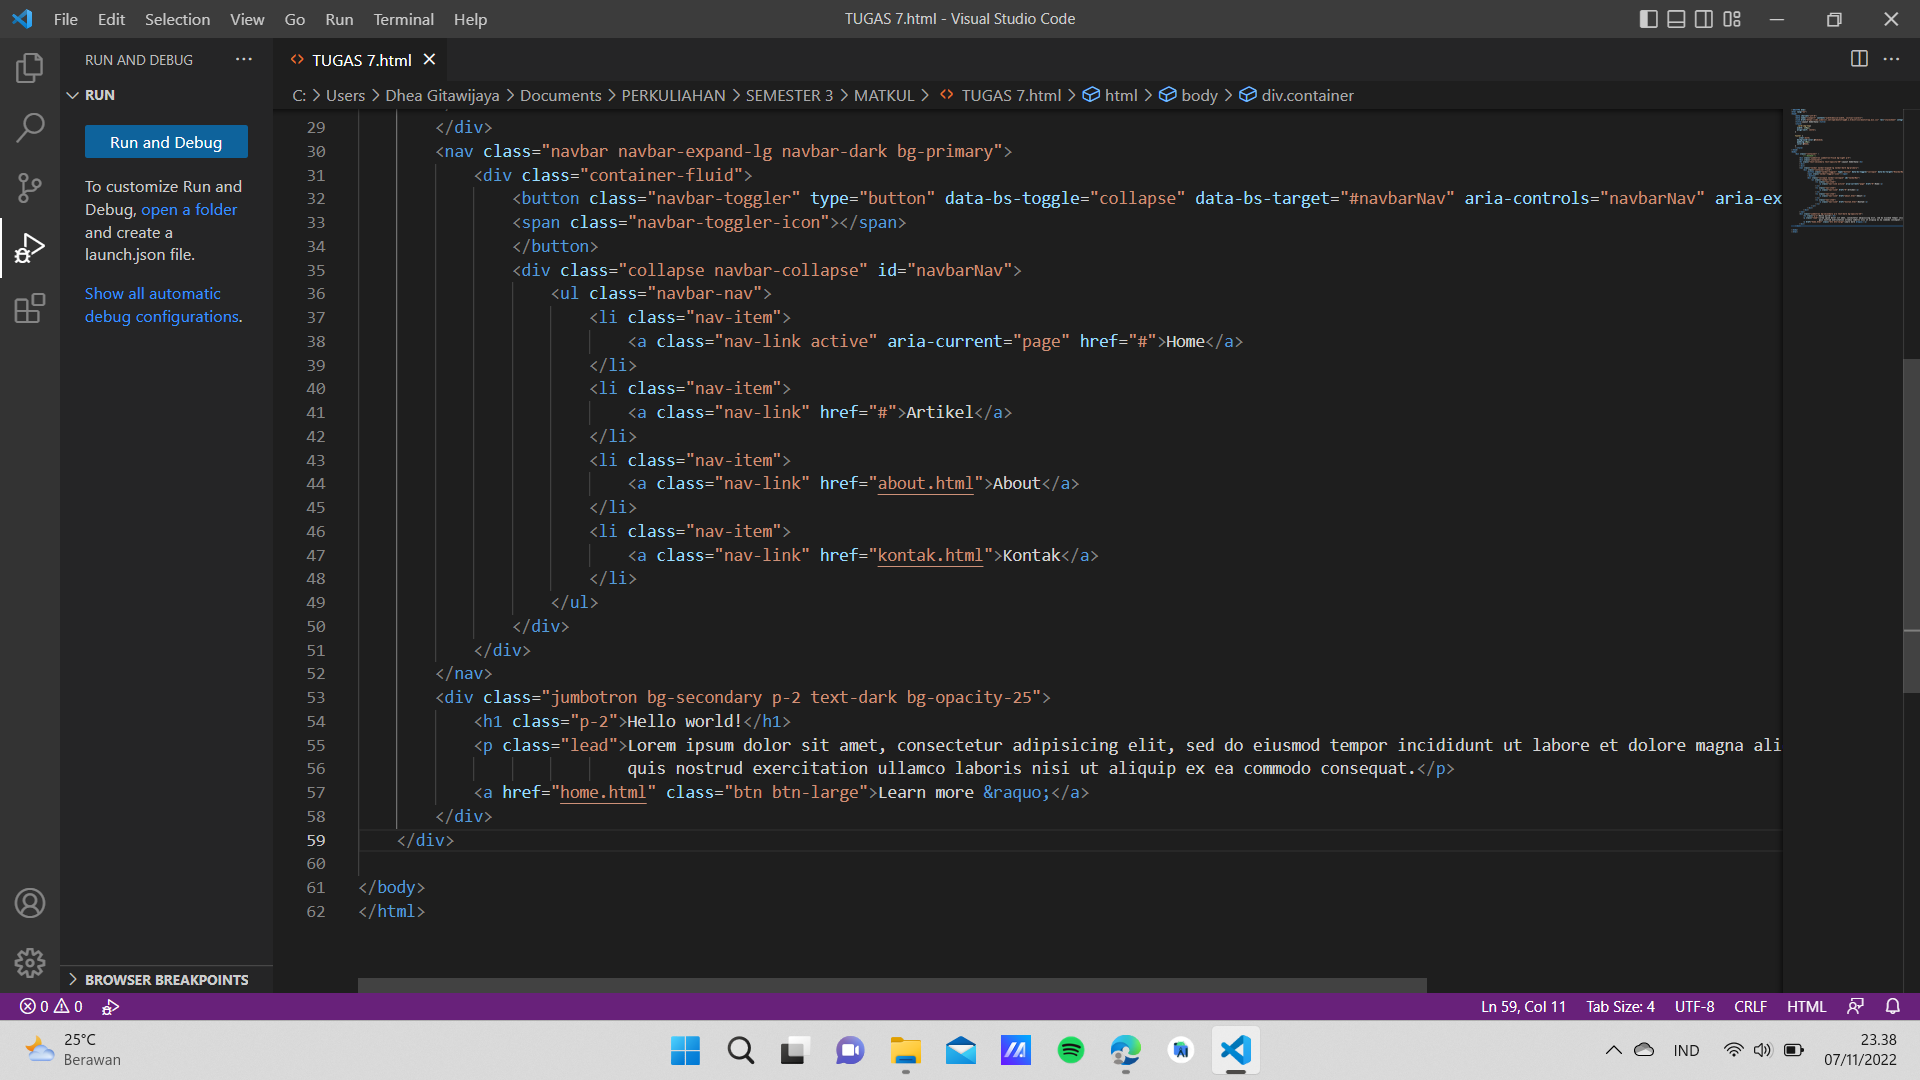 File Edit Selection View Go Run Terminal Help
TUGAS 7.html - Visual Studio Code
RUN AND DEBUG
RUN
Run and Debug
To customize Run and
Debug, open a folder
and create a
launch.json file.
Show all automatic
debug configurations.
BROWSER BREAKPOINTS
TUGAS 7.html
C: > Users > Dhea Gitawijaya > Documents > PERKULIAHAN > SEMESTER 3 > MATKUL > TUGAS 7.html > html > body > div.container
29 </div>
30 <nav class="navbar navbar-expand-lg navbar-dark bg-primary">
31 <div class="container-fluid">
32 <button class="navbar-toggler" type="button" data-bs-toggle="collapse" data-bs-target="#navbarNav" aria-controls="navbarNav" aria-ex
33 <span class="navbar-toggler-icon"></span>
34 </button>
35 <div class="collapse navbar-collapse" id="navbarNav">
36 <ul class="navbar-nav">
37 <li class="nav-item">
38 <a class="nav-link active" aria-current="page" href="#">Home</a>
39 </li>
40 <li class="nav-item">
41 <a class="nav-link" href="#">Artikel</a>
42 </li>
43 <li class="nav-item">
44 <a class="nav-link" href="about.html">About</a>
45 </li>
46 <li class="nav-item">
47 <a class="nav-link" href="kontak.html">Kontak</a>
48 </li>
49 </ul>
50 </div>
51 </div>
52 </nav>
53 <div class="jumbotron bg-secondary p-2 text-dark bg-opacity-25">
54 <h1 class="p-2">Hello world!</h1>
55 <p class="lead">Lorem ipsum dolor sit amet, consectetur adipisicing elit, sed do eiusmod tempor incididunt ut labore et dolore magna ali
56 quis nostrud exercitation ullamco laboris nisi ut aliquip ex ea commodo consequat.</p>
57 <a href="home.html" class="btn btn-large">Learn more &raquo;</a>
58 </div>
59 </div>
60
61 </body>
62 </html>
0 0
Ln 59, Col 11 Tab Size: 4 UTF-8 CRLF HTML
25°C
Berawan
IND
23.38
07/11/2022